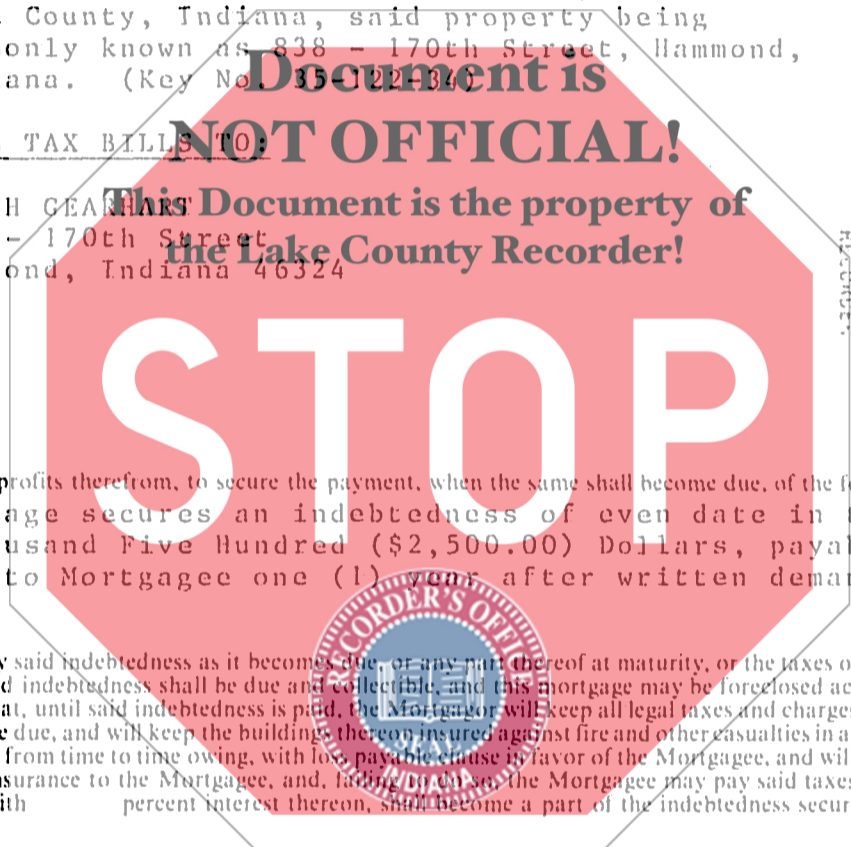 County, Indiana, said property being
only known as 838 - 170th Street, Hammond,
ana. (Key No. 35-122-34)
Document is
TAX BILLS TO:
NOT OFFICIAL!
H GEARHART
This Document is the property of
- 170th Street
the Lake County Recorder!
ond, Indiana 46324
STOP
profits therefrom, to secure the payment, when the same shall become due, of the f
age secures an indebtedness of even date in
usand Five Hundred ($2,500.00) Dollars, paya
to Mortgagee one (1) year after written deman
RECORDER'S OFFICE
SEAL
INDIANA
y said indebtedness as it becomes due, or any part thereof at maturity, or the taxes o
d indebtedness shall be due and collectible, and this mortgage may be foreclosed ac
at, until said indebtedness is paid, the Mortgagor will keep all legal taxes and charge
e due, and will keep the buildings thereon insured against fire and other casualties in a
from time to time owing, with loss payable clause in favor of the Mortgagee, and wil
nsurance to the Mortgagee, and, failing to do so, the Mortgagee may pay said taxes
ith percent interest thereon, shall become a part of the indebtedness secur